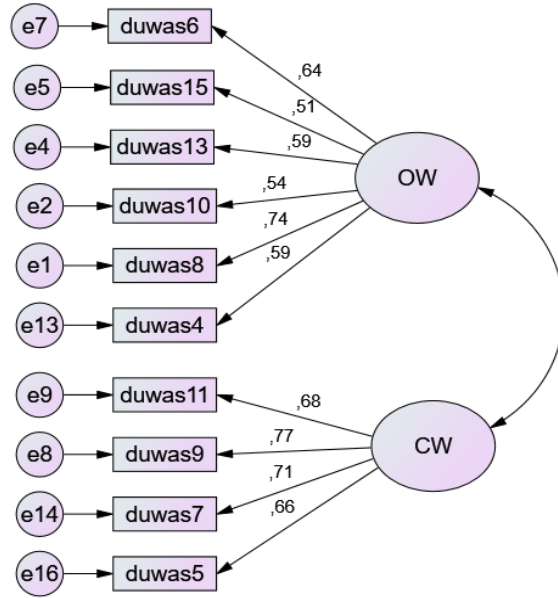 e7 duwas6
,64
e5 duwas15
,51
e4 duwas13
,59
OW
e2 duwas10
,54
e1 duwas8
,74
e13 duwas4
,59
e9 duwas11
,68
e8 duwas9
,77
CW
e14 duwas7
,71
e16 duwas5
,66